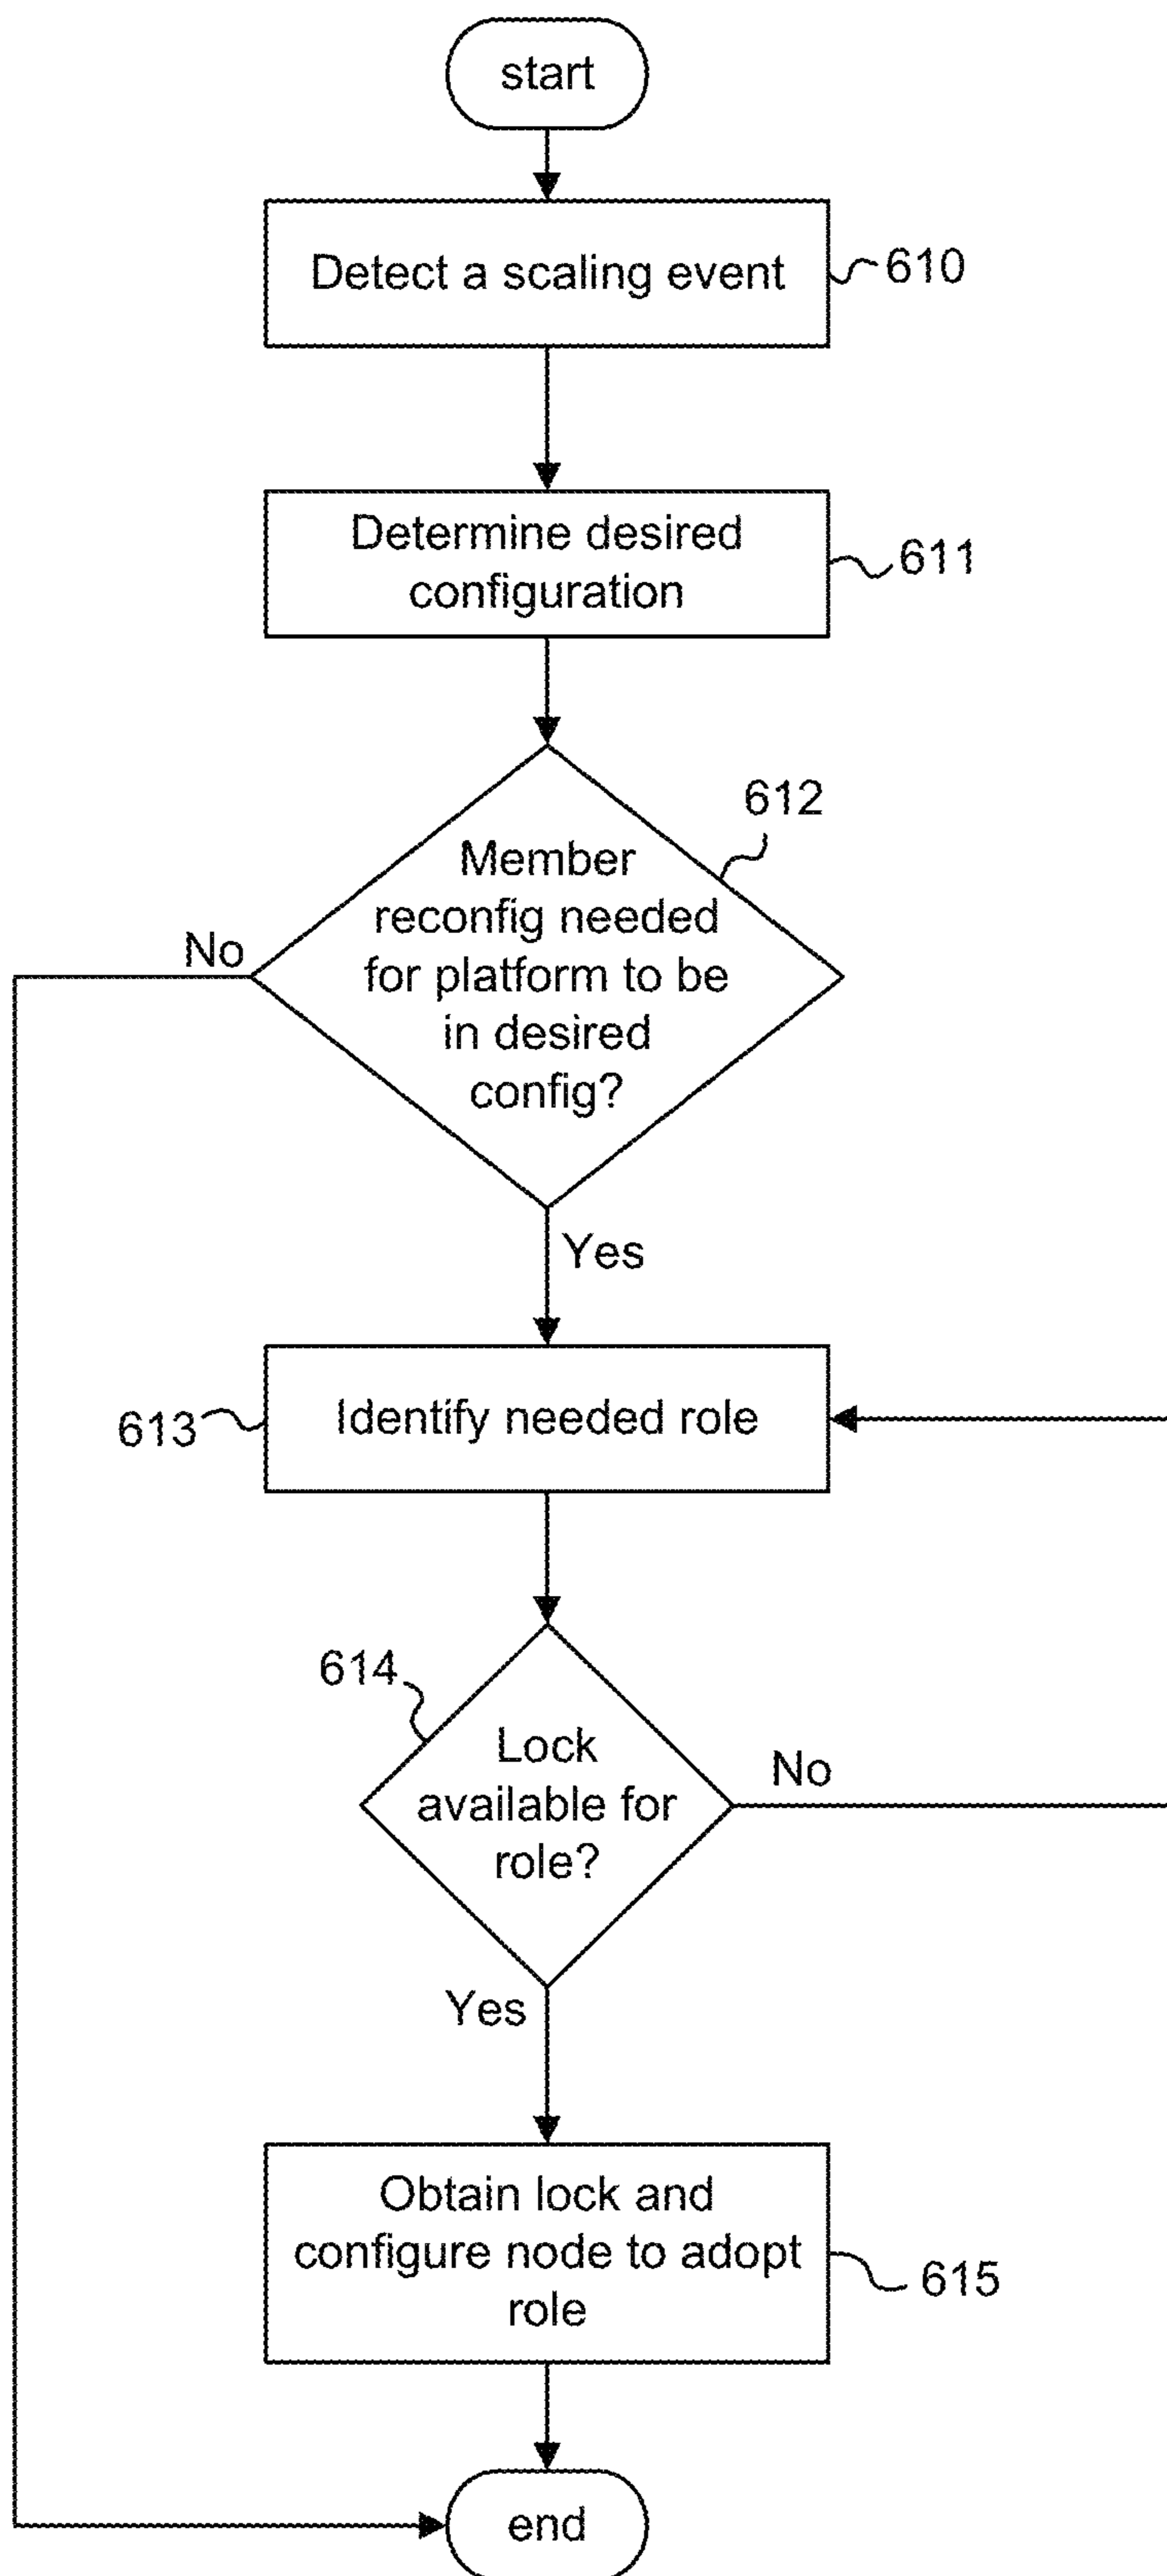 start
Detect a scaling event
610
Determine desired
configuration
611
612
Member
reconfig needed
for platform to be
in desired
config?
No
Yes
613
Identify needed role
614
Lock
available for
role?
No
Yes
Obtain lock and
configure node to adopt
role
615
end